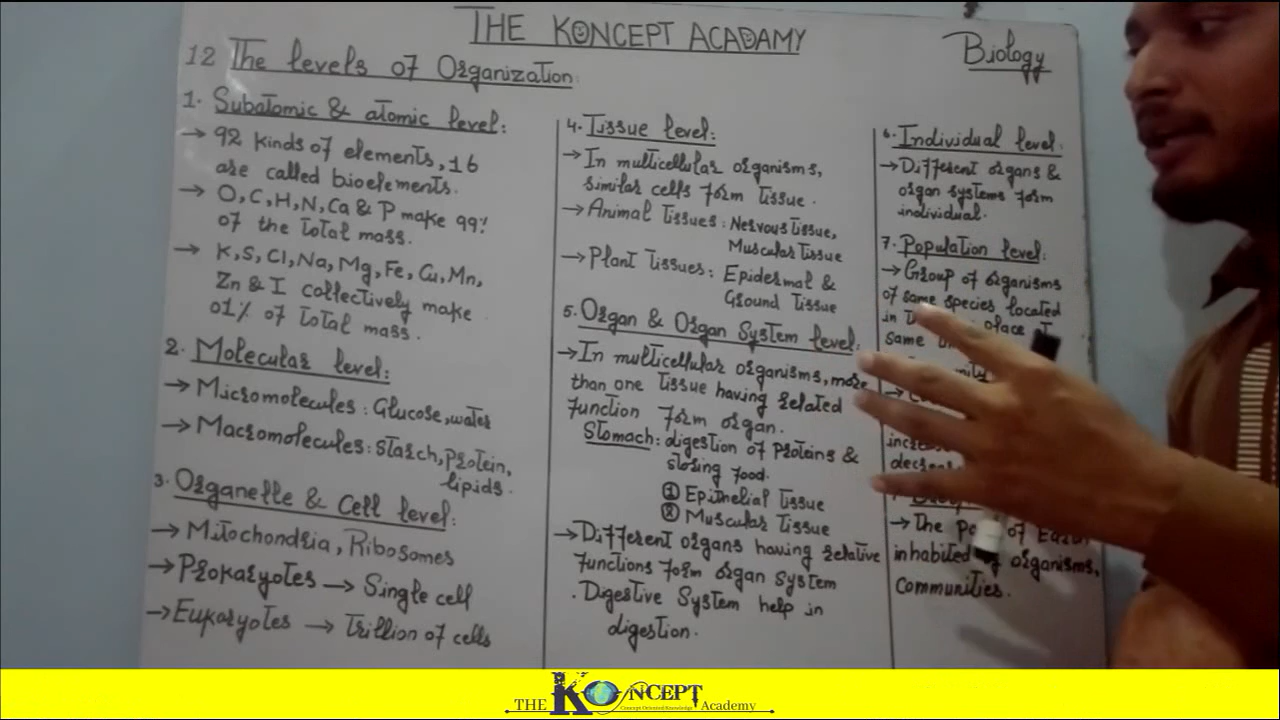 THE KONCEPT ACADAMY
Biology
12 The levels of Organization:
1. Subatomic & atomic level:
→ 92 kinds of elements, 16
are called bioelements.
→ O, C, H, N, Ca & P make 99%
of the total mass.
→ K, S, Cl, Na, Mg, Fe, Cu, Mn,
Zn & I collectively make
01% of total mass.
2. Molecular level:
→ Micromolecules: Glucose, water
→ Macromolecules: starch, protein,
lipids.
3. Organelle & Cell level:
→ Mitochondria, Ribosomes
→ Prokaryotes → Single cell
→ Eukaryotes → Trillion of cells
4. Tissue level:
→ In multicellular organisms,
similar cells form tissue.
→ Animal tissues: Nervous tissue,
Muscular tissue
→ Plant tissues: Epidermal &
Ground tissue
5. Organ & Organ System level:
→ In multicellular organisms, more
than one tissue having related
function form organ.
Stomach: digestion of proteins &
storing food.
① Epithelial tissue
② Muscular tissue
→ Different organs having relative
functions form organ system
. Digestive System help in
digestion.
6. Individual level:
→ Different organs &
organ systems form
individual.
7. Population level:
→ Group of organisms
of same species located
in place
same
→
→ The of Earth
inhabited by organisms,
communities.
THE KONCEPT Academy
Concept Oriented Knowledge